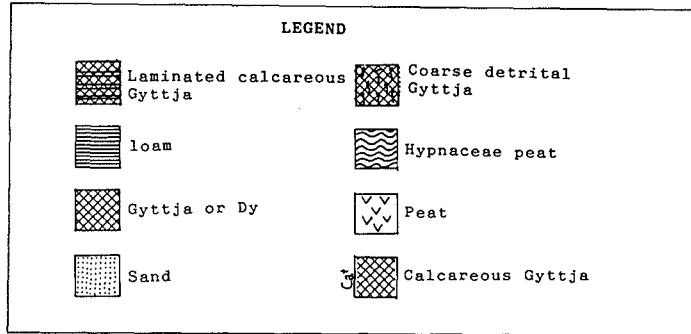 LEGEND
Laminated calcareous
Gyttja
Coarse detrital
Gyttja
loam
Hypnaceae peat
Gyttja or Dy
Peat
Sand
Calcareous Gyttja